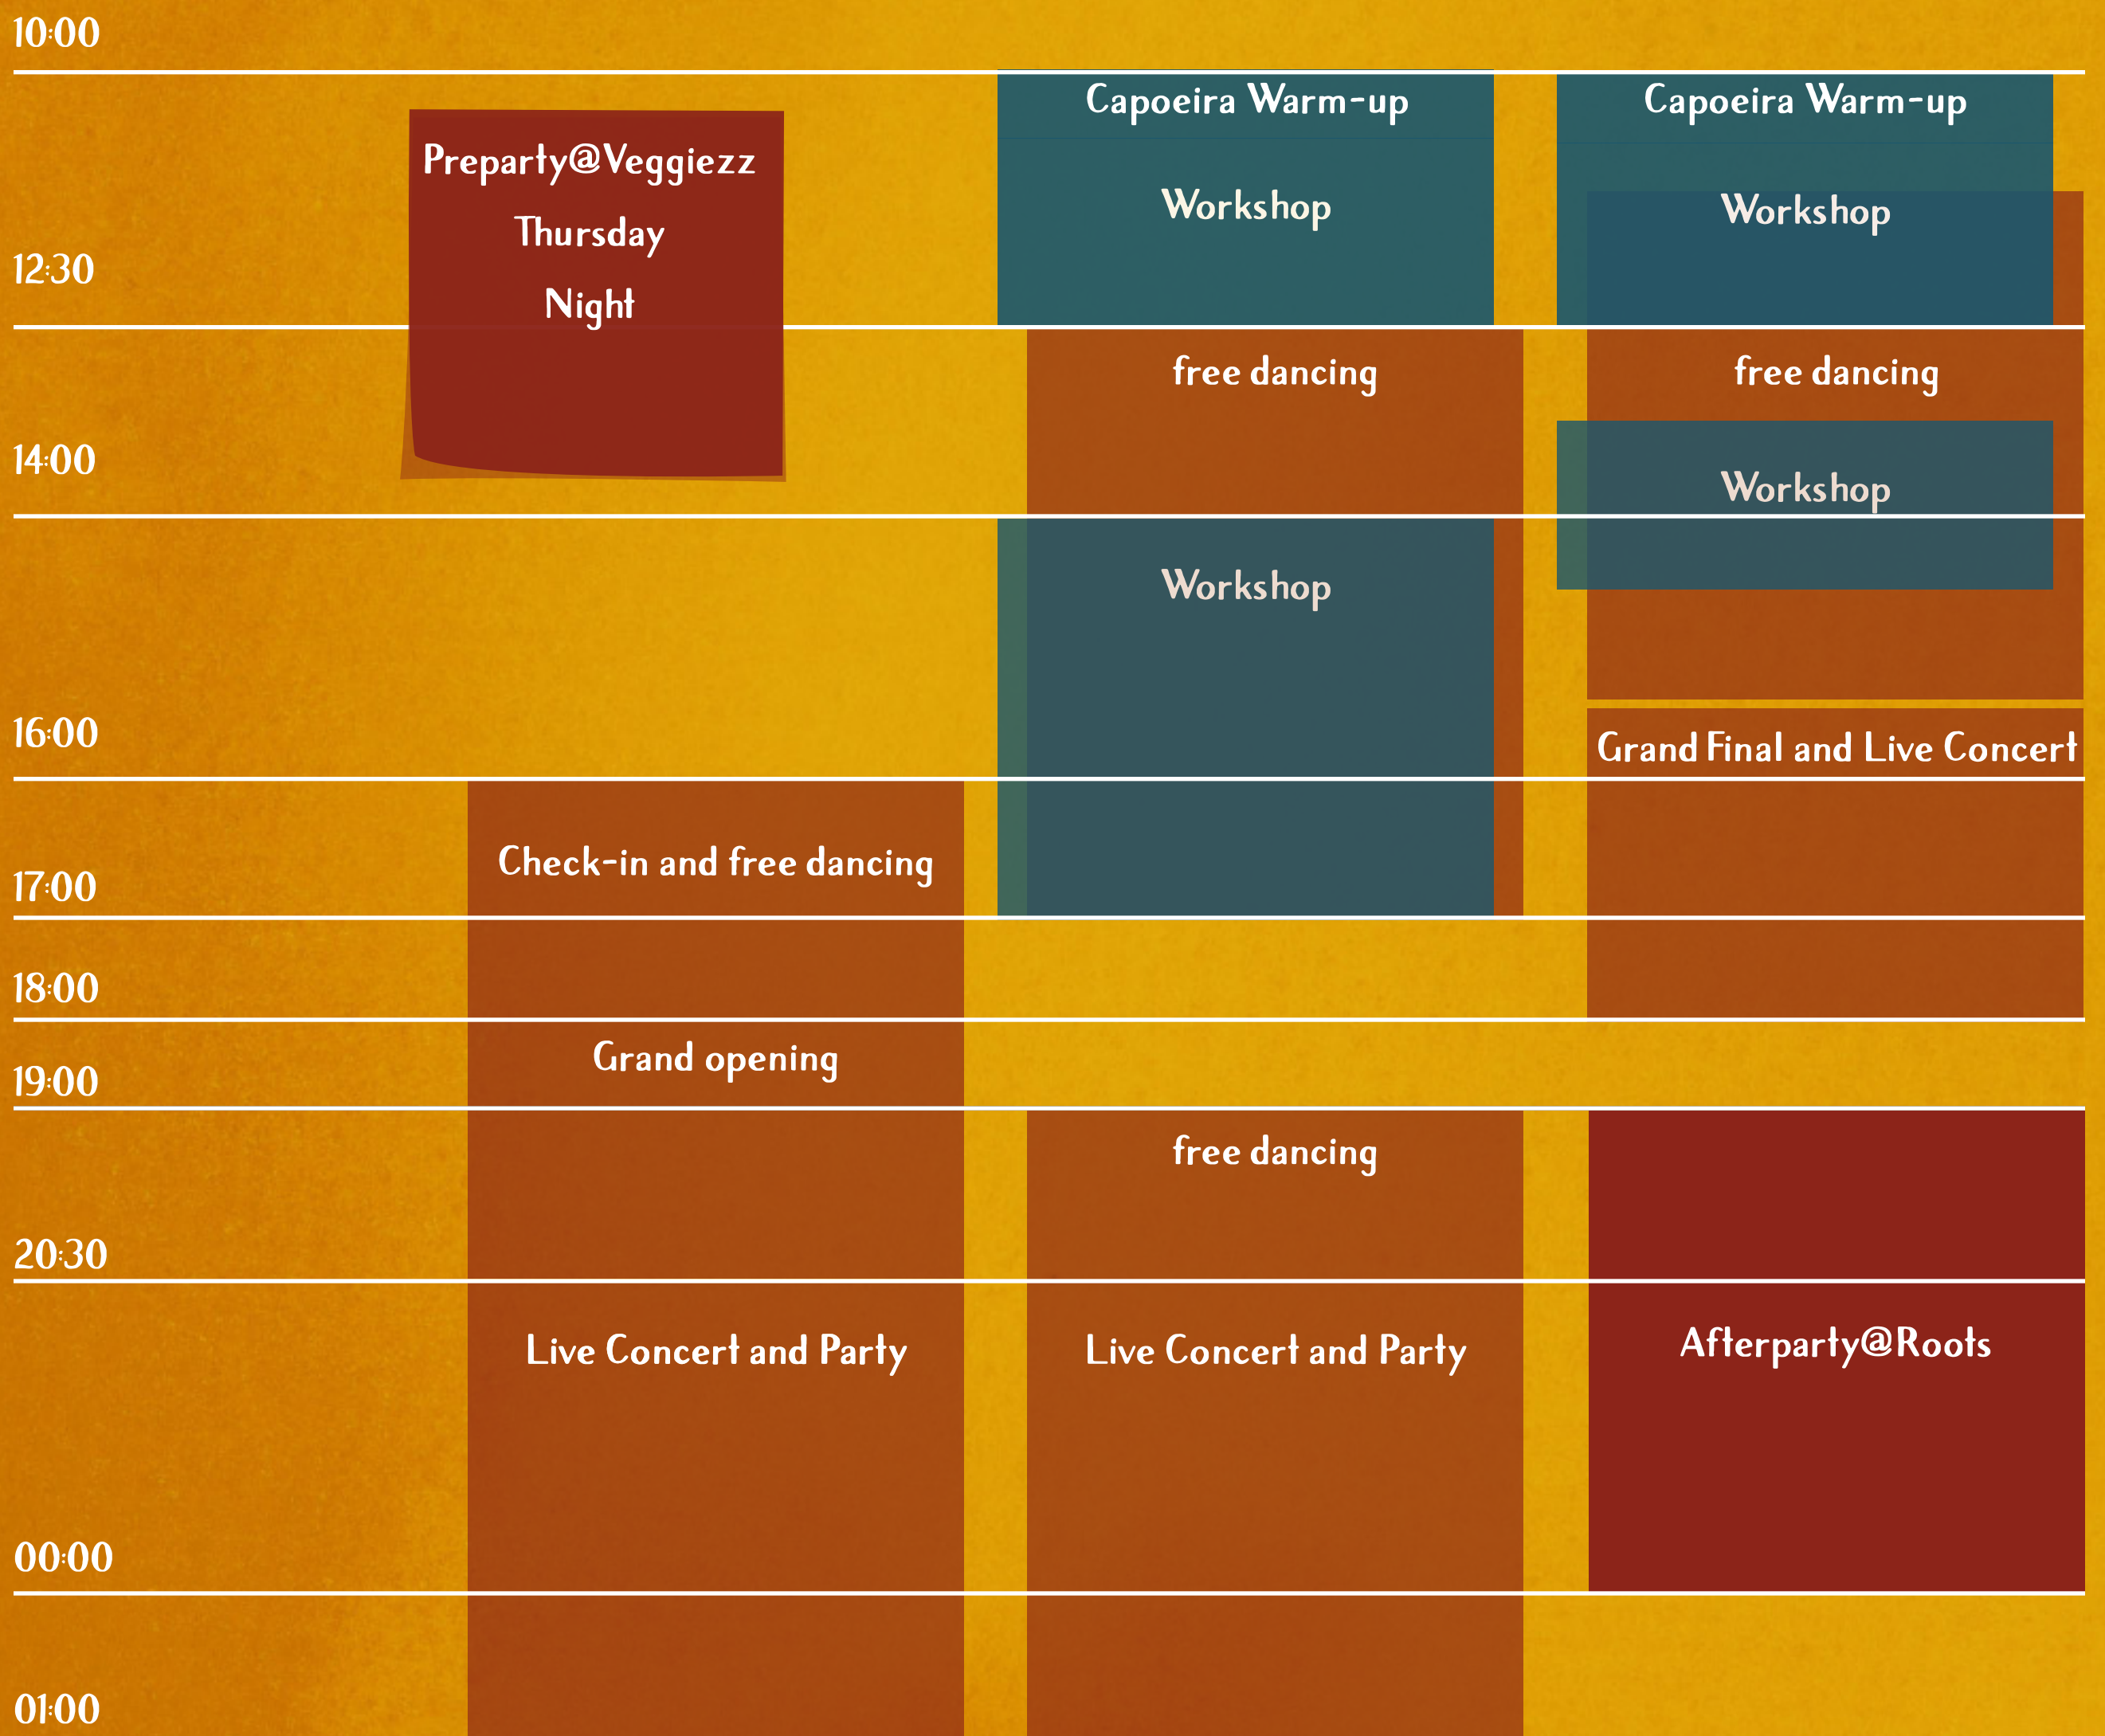 10:00
Capoeira Warm-up
Capoeira Warm-up
Preparty@Veggiezz
Thursday
Night
Workshop
Workshop
12:30
free dancing
free dancing
14:00
Workshop
Workshop
16:00
Grand Final and Live Concert
Check-in and free dancing
17:00
18:00
Grand opening
19:00
free dancing
20:30
Live Concert and Party
Live Concert and Party
Afterparty@Roots
00:00
01:00